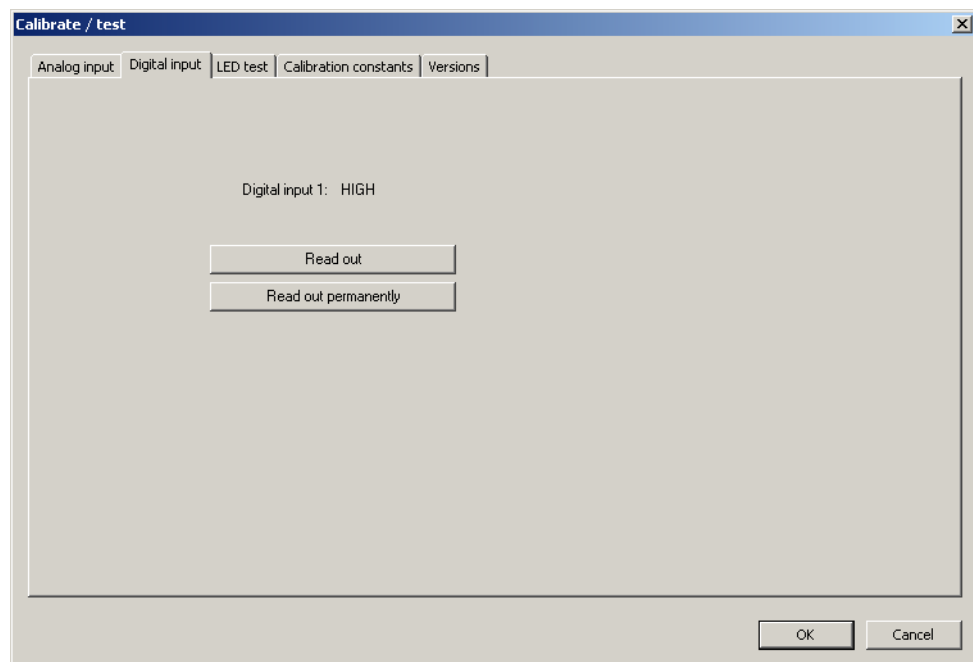 Calibrate / test
Analog input Digital input LED test Calibration constants Versions
Digital input 1: HIGH
Read out
Read out permanently
OK Cancel